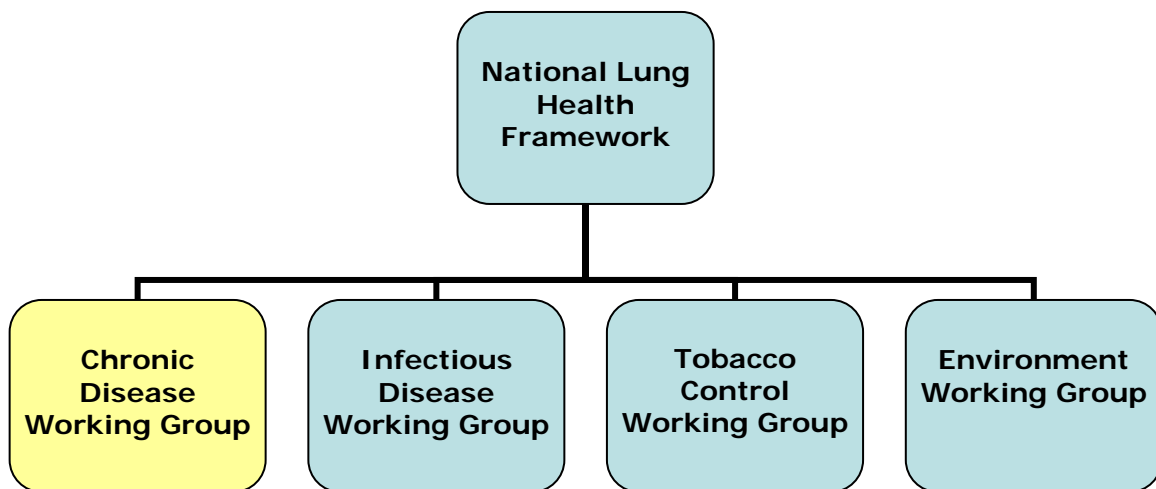 National Lung
Health
Framework
Chronic
Disease
Working Group
Infectious
Disease
Working Group
Tobacco
Control
Working Group
Environment
Working Group